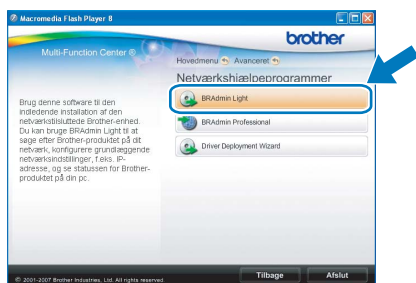 Macromedia Flash Player 8
brother
Multi-Function Center ®
Hovedmenu Avanceret
Netværkshjælpeprogrammer
BRAdmin Light
BRAdmin Professional
Driver Deployment Wizard
Brug denne software til den
indledende installation af den
netværkstilsluttede Brother-enhed.
Du kan bruge BRAdmin Light til at
søge efter Brother-produktet på dit
netværk, konfigurere grundlæggende
netværksindstillinger, f.eks. IP-
adresse, og se statussen for Brother-
produktet på din pc.
© 2001-2007 Brother Industries, Ltd. All rights reserved.
Tilbage Afslut